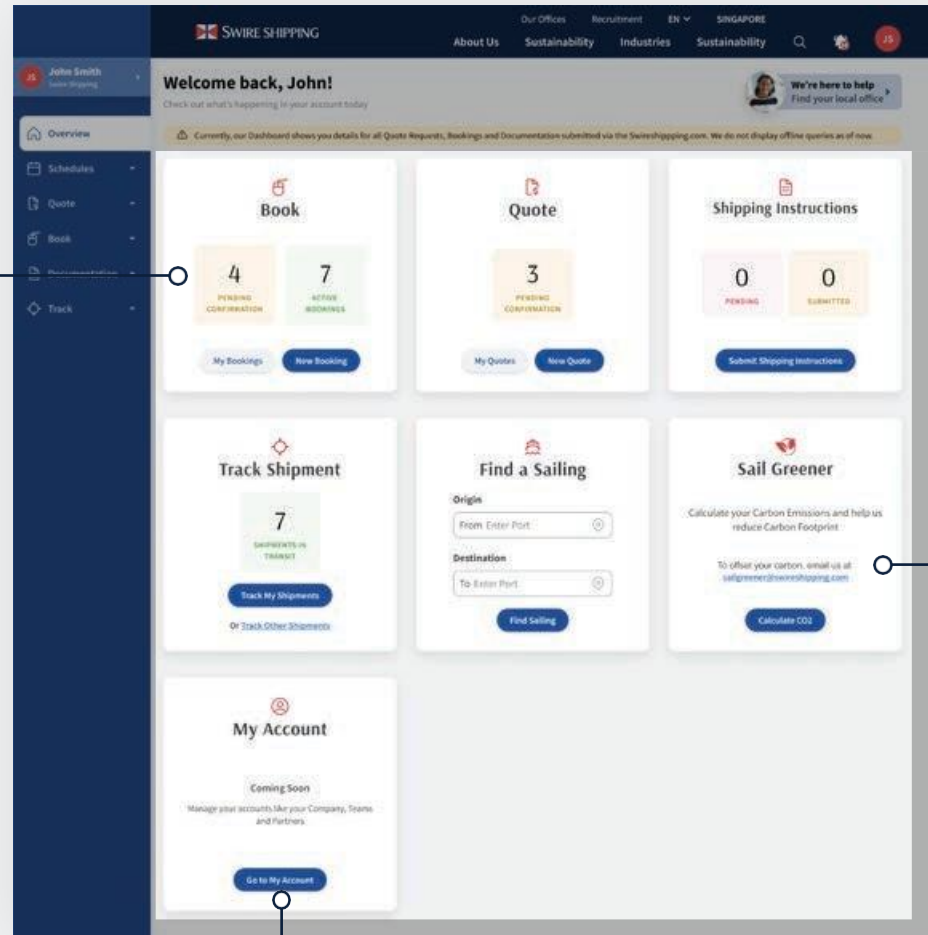 Our Offices Recruitment EN SINGAPORE
SWIRE SHIPPING
About Us Sustainability Industries Sustainability
JS
JS
John Smith
Swire Shipping
Welcome back, John!
Check out what's happening in your account today
We're here to help
Find your local office
Overview
Schedules
Quote
Book
Documentation
Track
Currently, our Dashboard shows you details for all Quote Requests, Bookings and Documentation submitted via the Swireshippping.com. We do not display offline queries as of now.
Book
4
PENDING
CONFIRMATION
7
ACTIVE
BOOKINGS
My Bookings
New Booking
Quote
3
PENDING
CONFIRMATION
My Quotes
New Quote
Shipping Instructions
0
PENDING
0
SUBMITTED
Submit Shipping Instructions
Track Shipment
7
SHIPMENTS IN
TRANSIT
Track My Shipments
Or Track Other Shipments
Find a Sailing
Origin
From Enter Port
Destination
To Enter Port
Find Sailing
Sail Greener
Calculate your Carbon Emissions and help us
reduce Carbon Footprint
To offset your carbon, email us at
sailgreener@swireshipping.com
Calculate CO2
My Account
Coming Soon
Manage your accounts like your Company, Teams
and Partners
Go to My Account